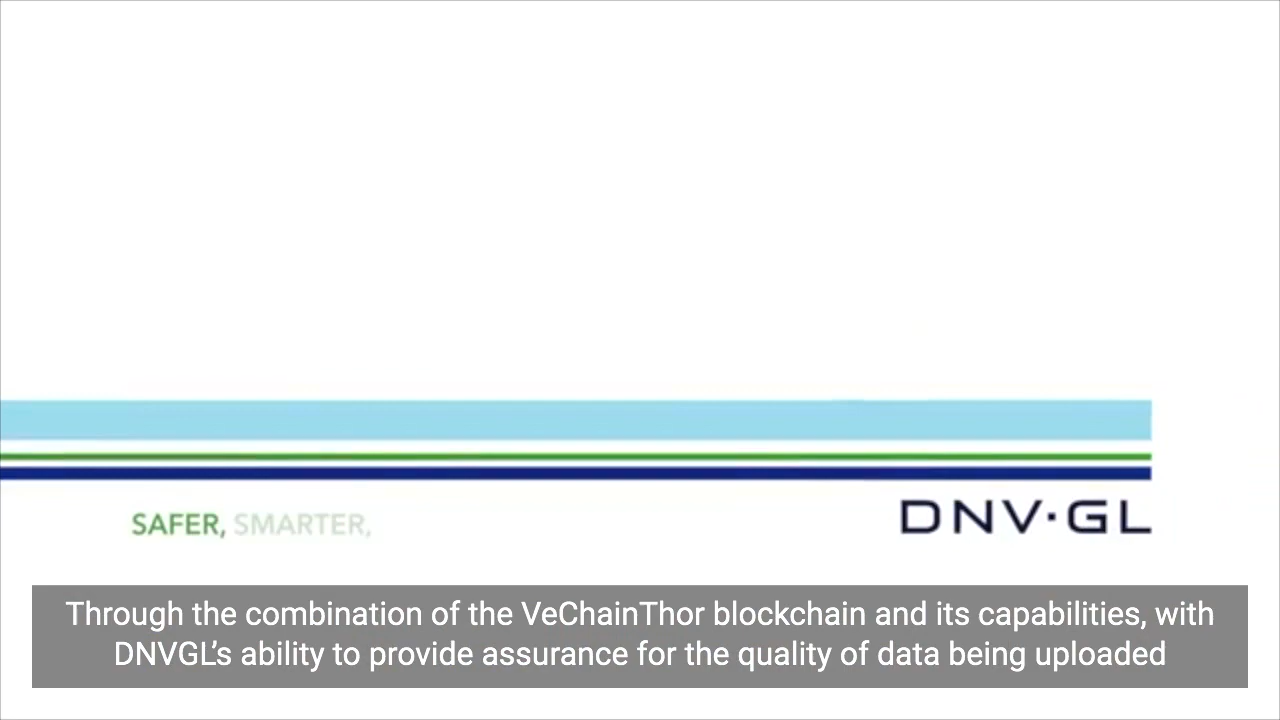 SAFER, SMARTER,
DNV·GL
Through the combination of the VeChainThor blockchain and its capabilities, with
DNVGL’s ability to provide assurance for the quality of data being uploaded